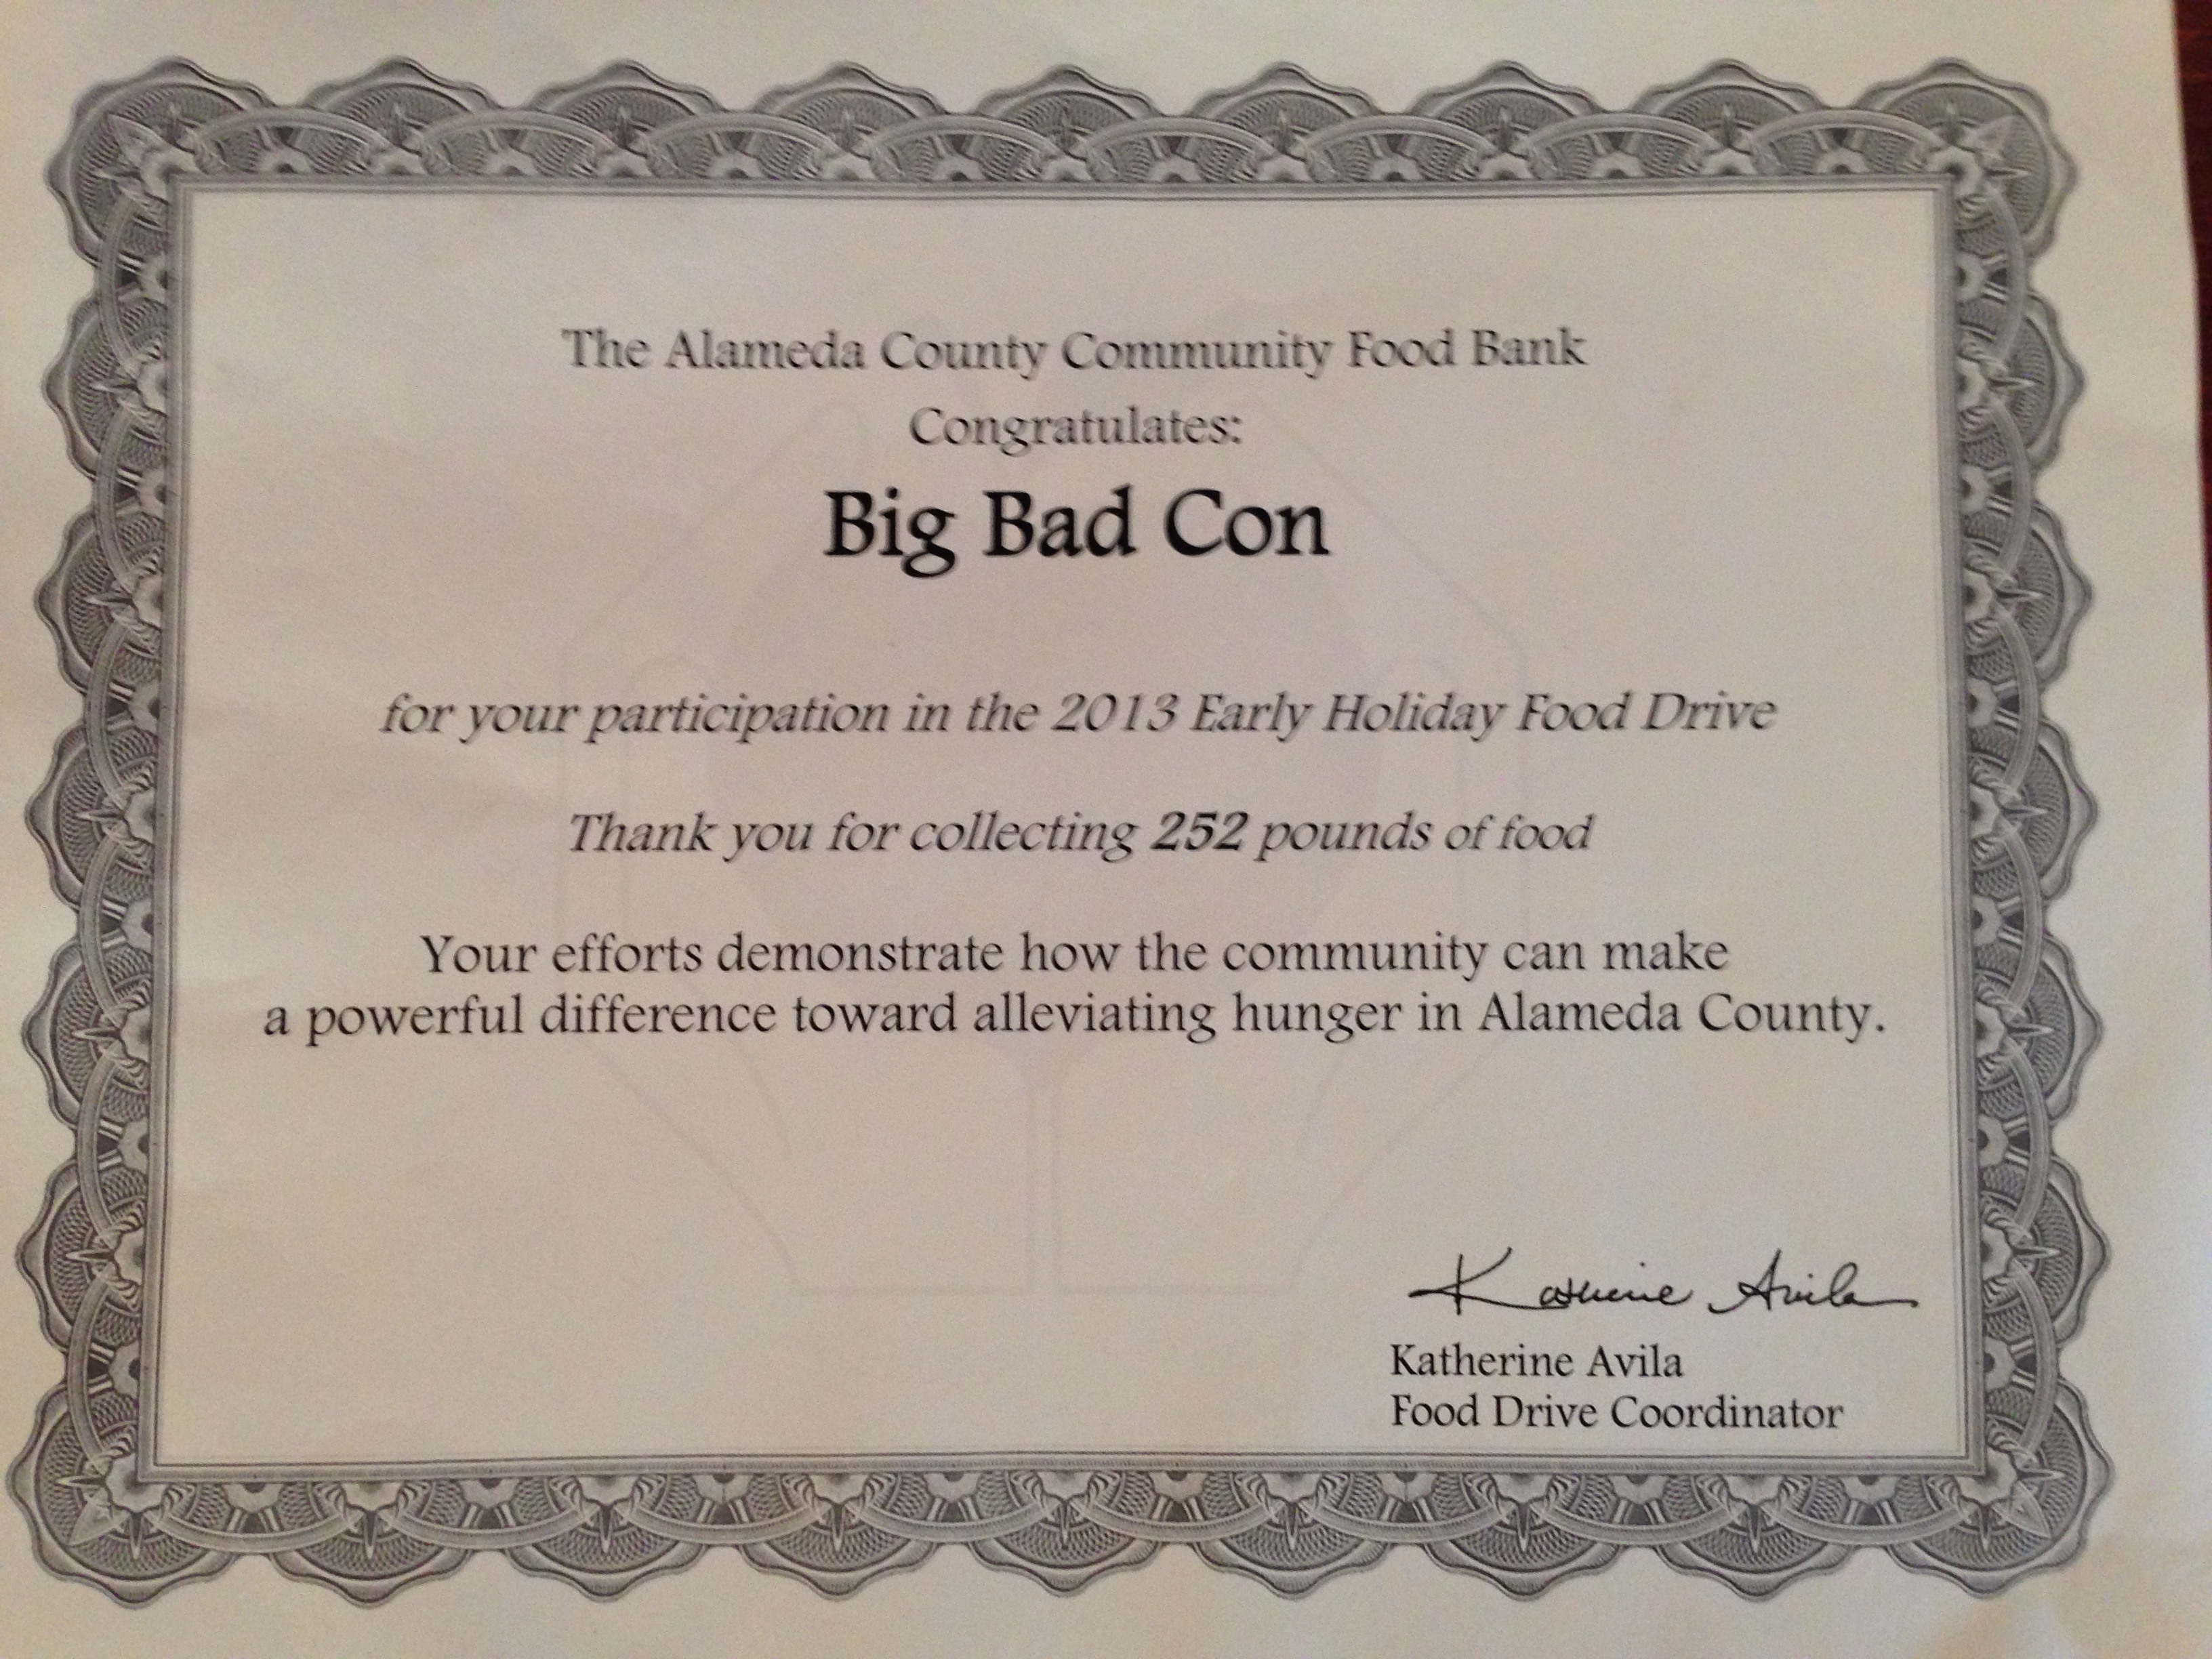 The Alameda County Community Food Bank
Congratulates:
Big Bad Con
for your participation in the 2013 Early Holiday Food Drive
Thank you for collecting 252 pounds of food
Your efforts demonstrate how the community can make
a powerful difference toward alleviating hunger in Alameda County.
Katherine Avila
Katherine Avila
Food Drive Coordinator